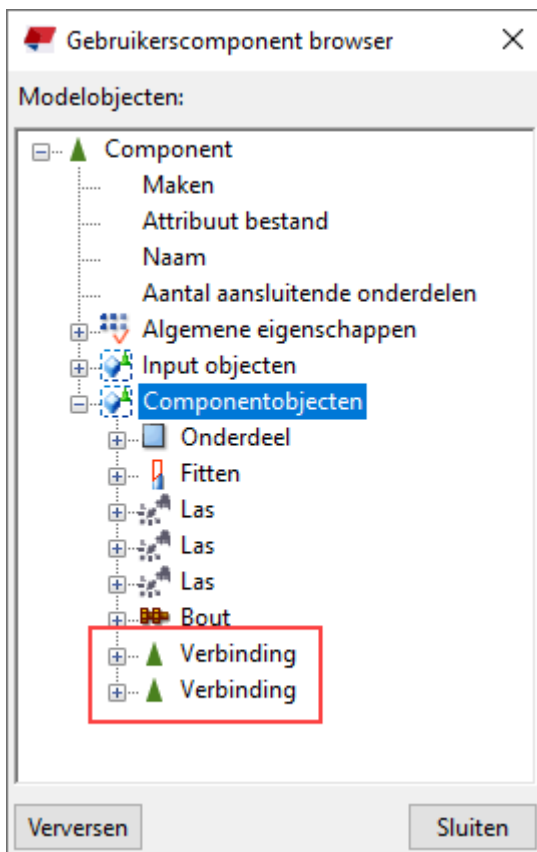 Gebruikerscomponent browser
Modelobjecten:
Component
Maken
Attribuut bestand
Naam
Aantal aansluitende onderdelen
Algemene eigenschappen
Input objecten
Componentobjecten
Onderdeel
Fitten
Las
Las
Las
Bout
Verbinding
Verbinding
Verversen
Sluiten